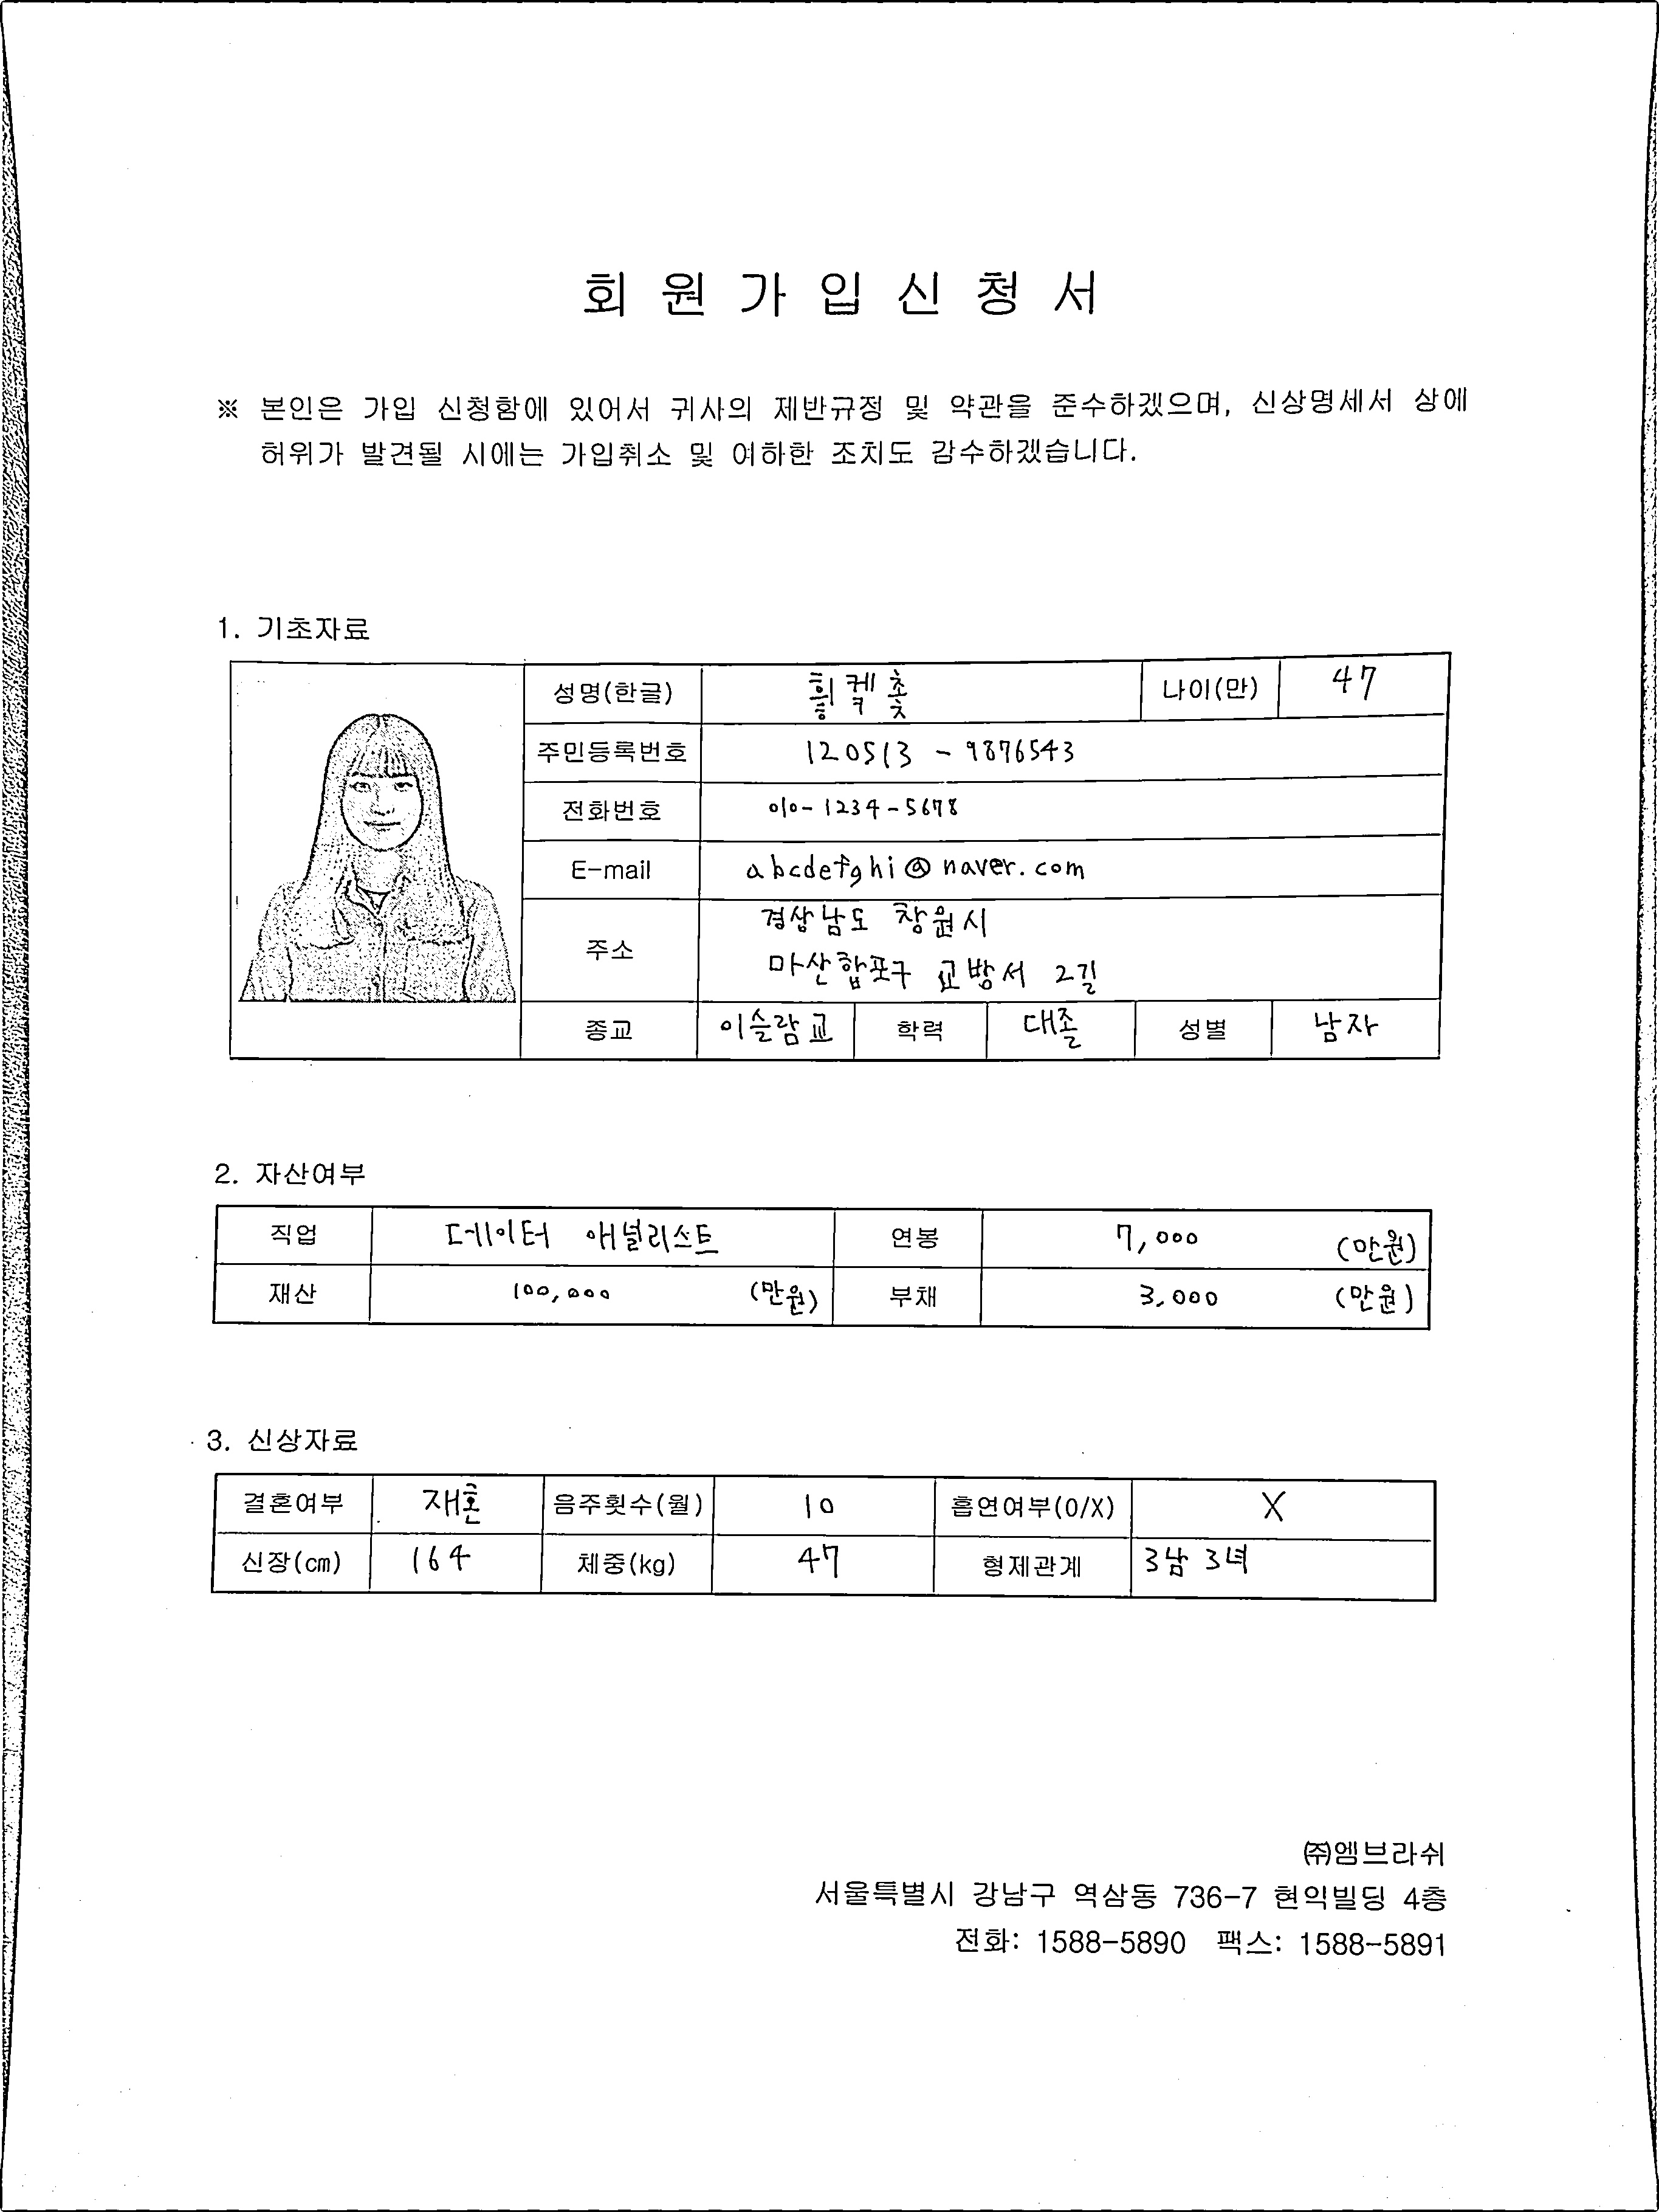 회 원 가 입 신 청 서
※ 본인은 가입 신청함에 있어서 귀사의 제반규정 및 약관을 준수하겠으며, 신상명세서 상에
허위가 발견될 시에는 가입취소 및 여하한 조치도 감수하겠습니다.
1. 기초자료
성명(한글) 나이(만) 47
주민등록번호 120513 - 9876543
전화번호 010-1234-5678
E-mail abcdefghi@naver.com
주소 경상남도 창원시
마산합포구 교방서 2길
종교 이슬람교 학력 대졸 성별 남자
2. 자산여부
직업 데이터 애널리스트 연봉 7,000 (만원)
재산 100,000 (만원) 부채 3,000 (만원)
3. 신상자료
결혼여부 재혼 음주횟수(월) 10 흡연여부(O/X) X
신장(cm) 164 체중(kg) 47 형제관계 3남 3녀
㈜엠브라쉬
서울특별시 강남구 역삼동 736-7 현익빌딩 4층
전화: 1588-5890 팩스: 1588-5891